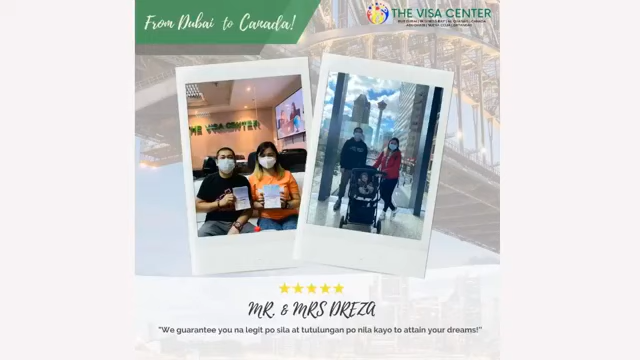 From Dubai to Canada!
THE VISA CENTER
THE VISA CENTER
MR. & MRS DREZA
"We guarantee you na legit po sila at tutulungan po nila kayo to attain your dreams!"